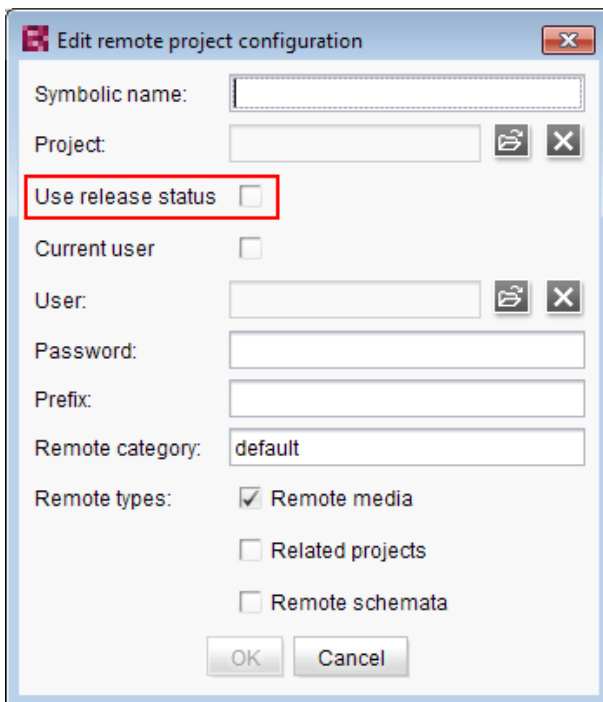 Edit remote project configuration
Symbolic name:
Project:
Use release status
Current user
User:
Password:
Prefix:
Remote category: default
Remote types: Remote media
Related projects
Remote schemata
OK Cancel